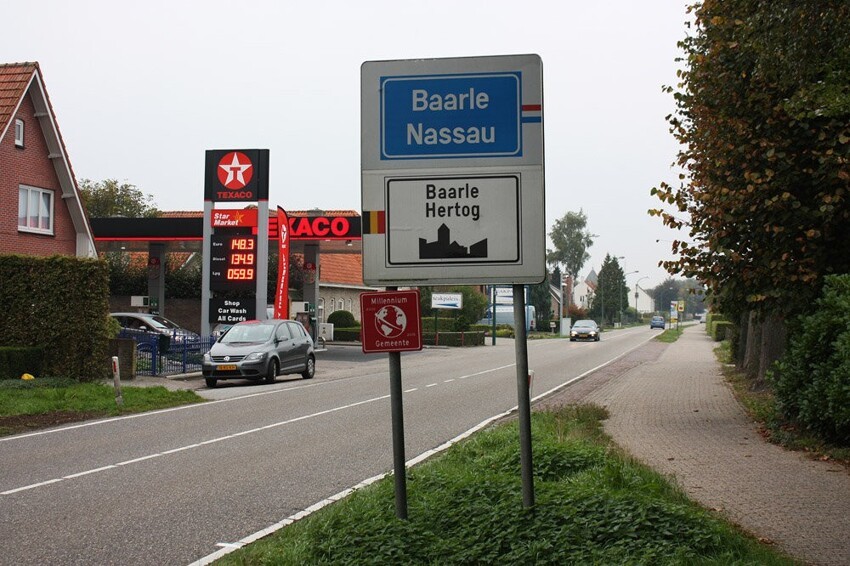 Baarle
Nassau
Baarle
Hertog
Millennium
Gemeente
TEXACO
Star
Market
TEXACO
Euro 148.3
Diesel 134.9
Lpg 059.9
Shop
Car Wash
All Cards